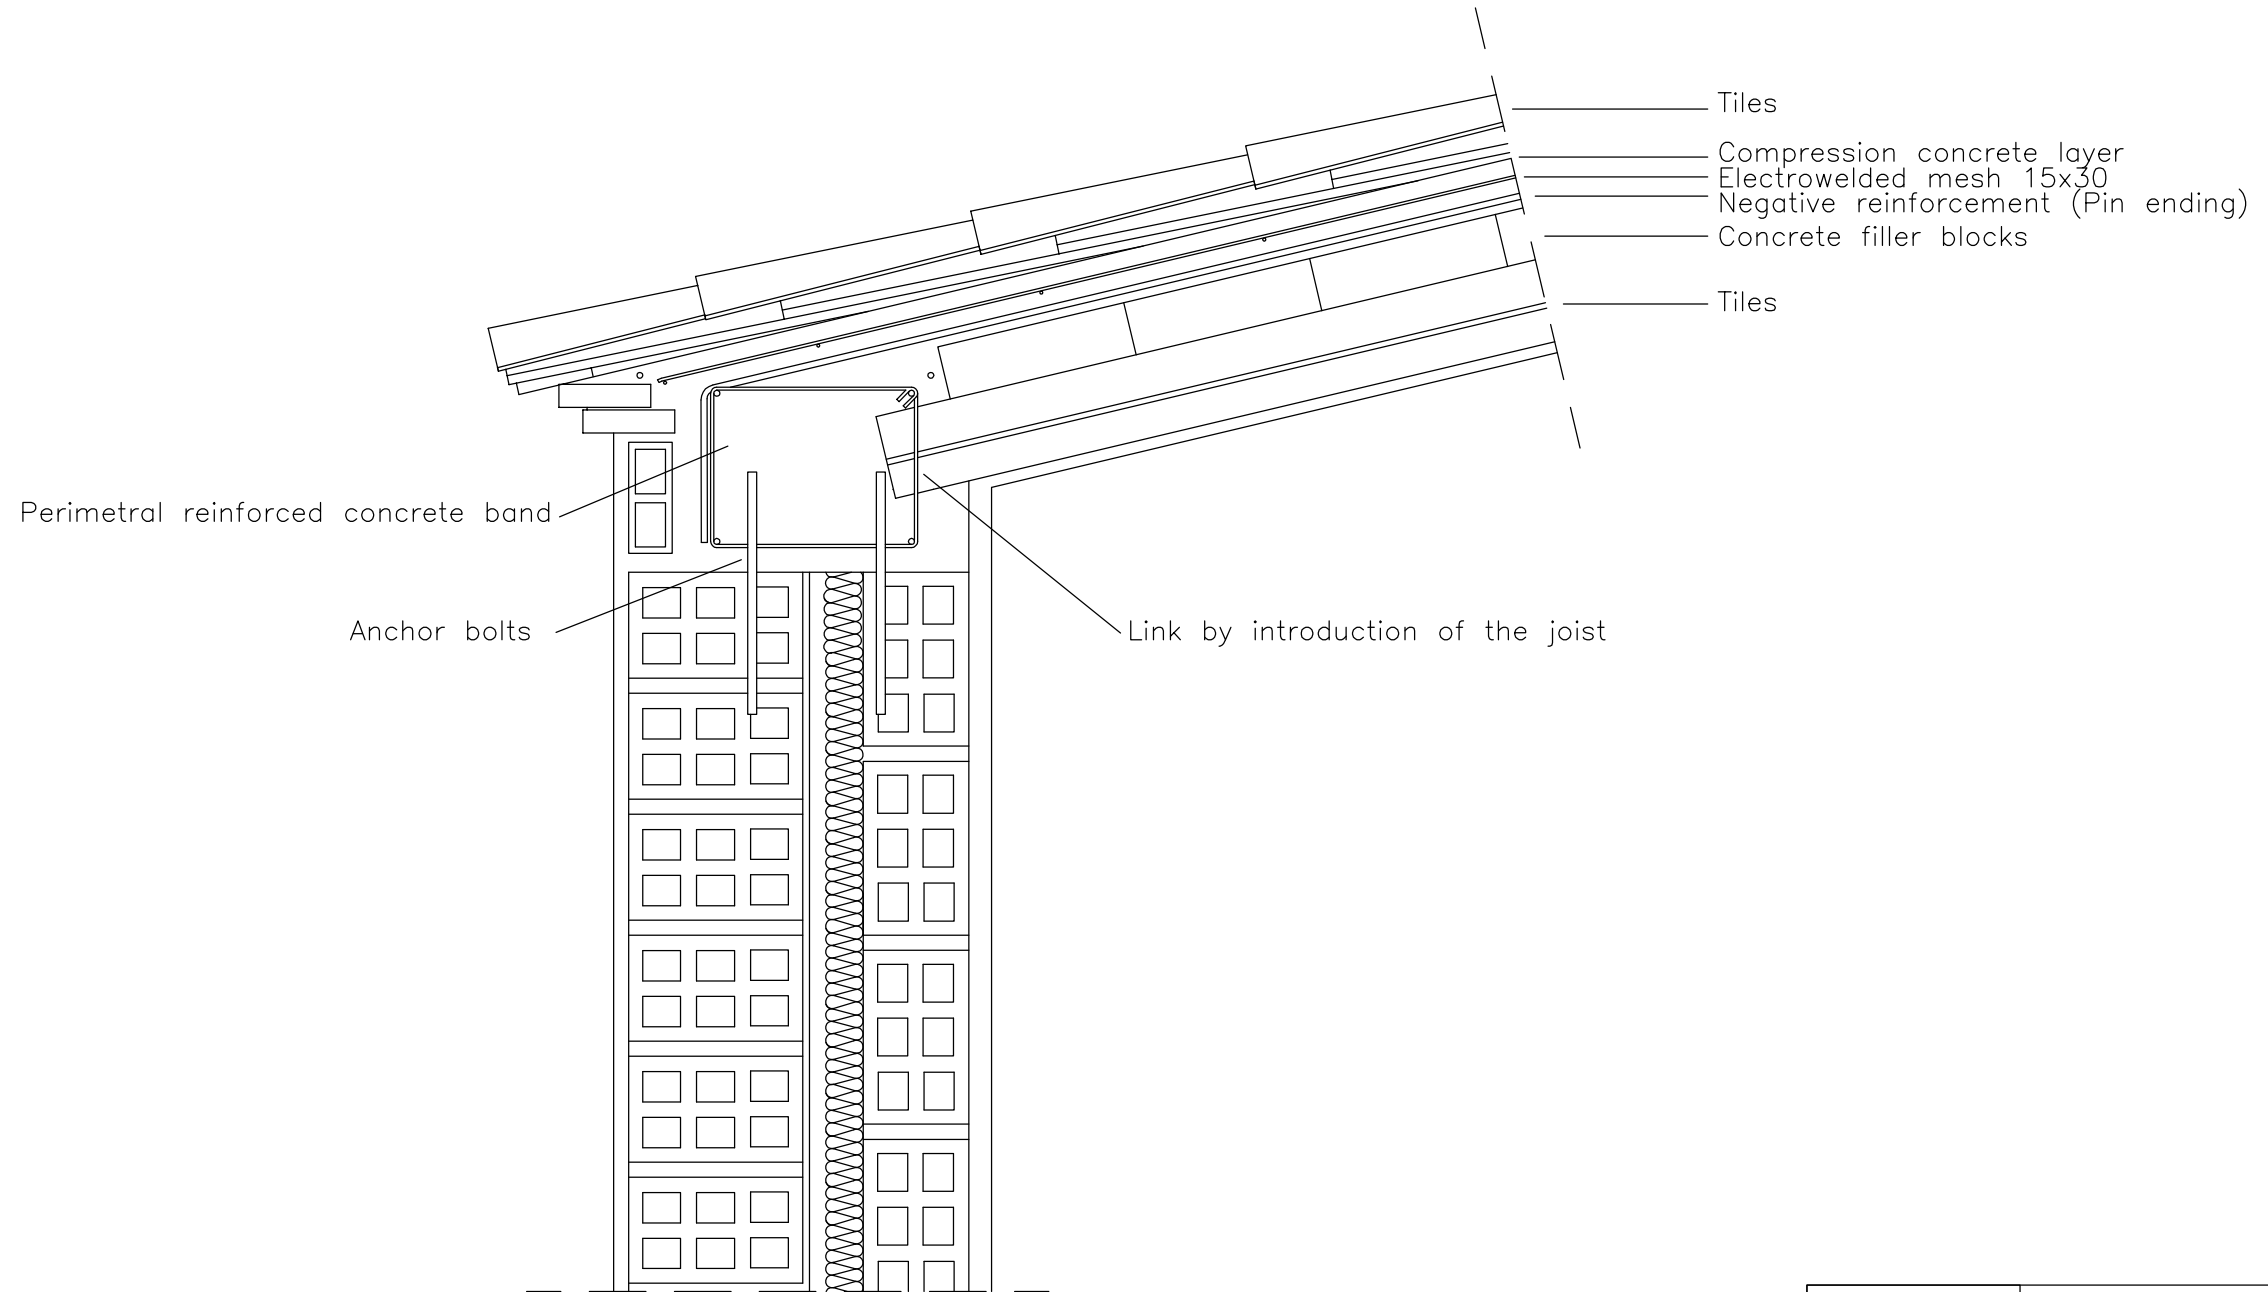 Tiles
Compression concrete layer
Electrowelded mesh 15x30
Negative reinforcement (Pin ending)
Concrete filler blocks
Tiles
Perimetral reinforced concrete band
Anchor bolts
Link by introduction of the joist